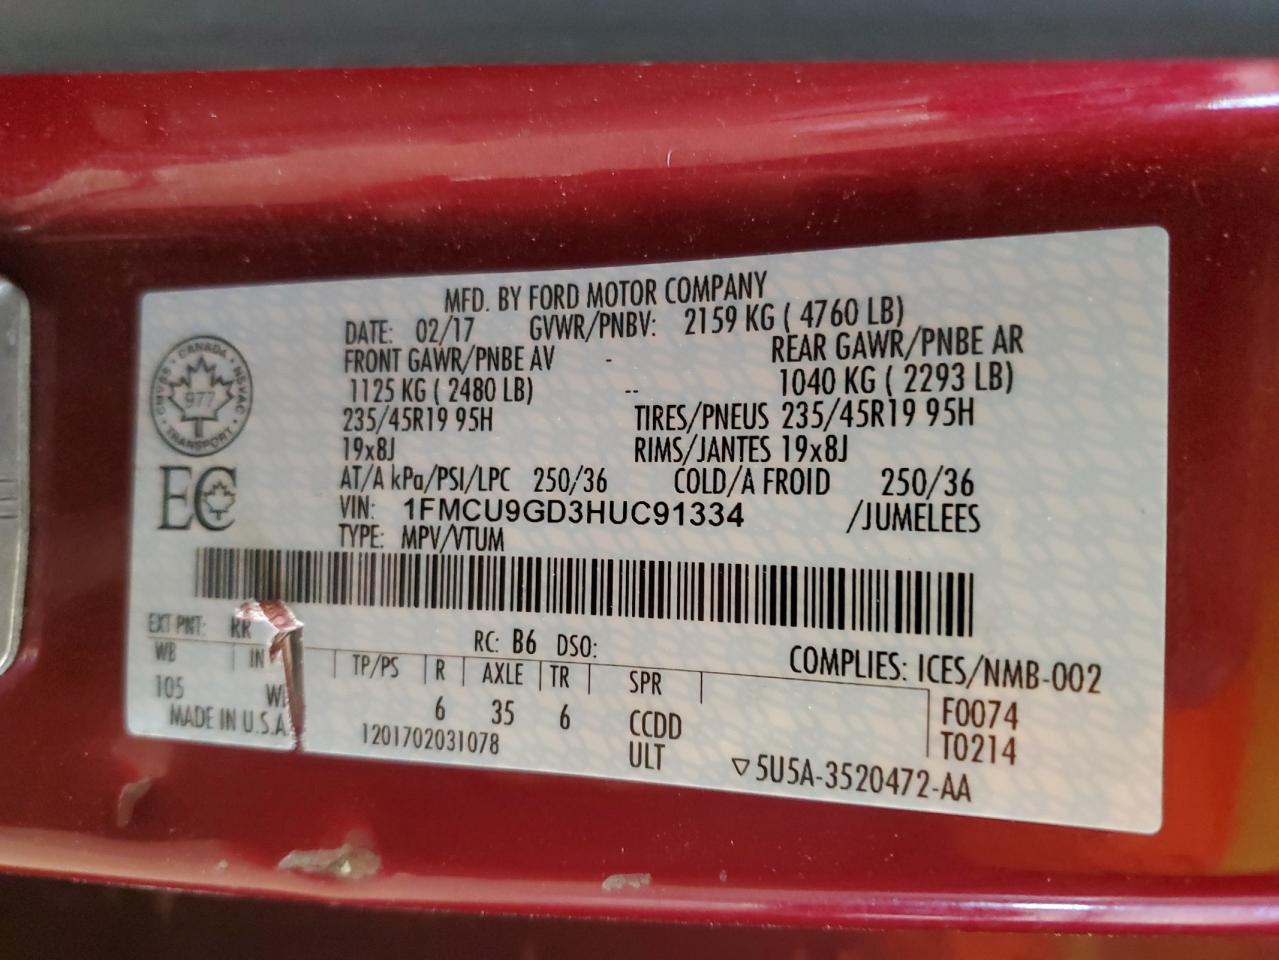 MFD. BY FORD MOTOR COMPANY
DATE: 02/17 GVWR/PNBV: 2159 KG ( 4760 LB)
FRONT GAWR/PNBE AV - REAR GAWR/PNBE AR
1125 KG ( 2480 LB) -- 1040 KG ( 2293 LB)
235/45R19 95H TIRES/PNEUS 235/45R19 95H
19x8J RIMS/JANTES 19x8J
AT/A kPa/PSI/LPC 250/36 COLD/A FROID 250/36
VIN: 1FMCU9GD3HUC91334 /JUMELEES
TYPE: MPV/VTUM
CANADA
CMVSS - NSVAC
977
TRANSPORT
EC
EXT PNT: RR RC: B6 DSO:
COMPLIES: ICES/NMB-002
WB IN TP/PS R AXLE TR SPR
105 6 35 6 CCDD F0074
MADE IN U.S.A. 1201702031078 ULT T0214
5U5A-3520472-AA